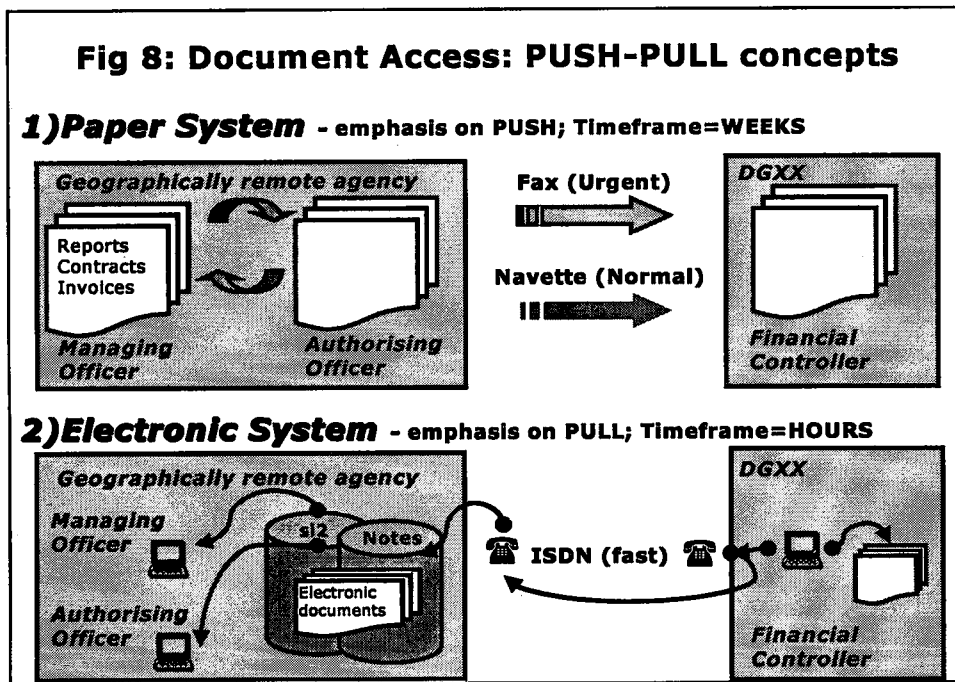 Fig 8: Document Access: PUSH-PULL concepts
1)Paper System - emphasis on PUSH; Timeframe=WEEKS
Geographically remote agency
Reports
Contracts
Invoices
Managing
Officer
Authorising
Officer
Fax (Urgent)
Navette (Normal)
DGXX
Financial
Controller
2)Electronic System - emphasis on PULL; Timeframe=HOURS
Geographically remote agency
Managing
Officer
Authorising
Officer
si2
Notes
Electronic
documents
ISDN (fast)
DGXX
Financial
Controller